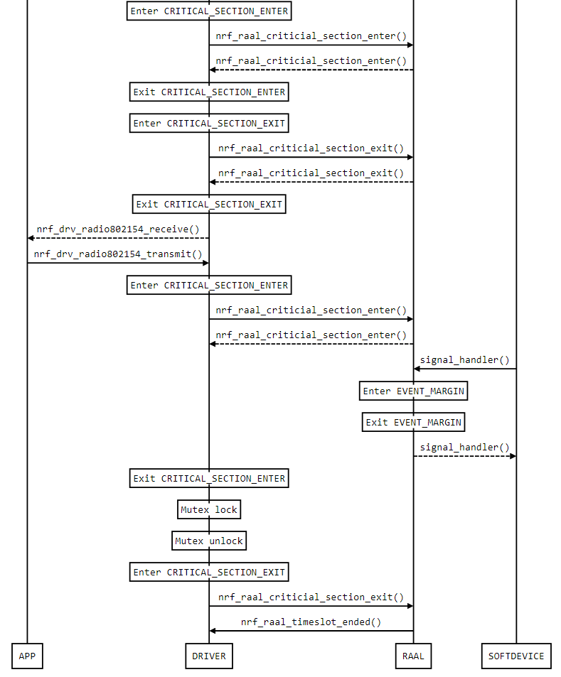 Enter CRITICAL_SECTION_ENTER
nrf_raal_criticial_section_enter()
nrf_raal_criticial_section_enter()
Exit CRITICAL_SECTION_ENTER
Enter CRITICAL_SECTION_EXIT
nrf_raal_criticial_section_exit()
nrf_raal_criticial_section_exit()
Exit CRITICAL_SECTION_EXIT
nrf_drv_radio802154_receive()
nrf_drv_radio802154_transmit()
Enter CRITICAL_SECTION_ENTER
nrf_raal_criticial_section_enter()
nrf_raal_criticial_section_enter()
signal_handler()
Enter EVENT_MARGIN
Exit EVENT_MARGIN
signal_handler()
Exit CRITICAL_SECTION_ENTER
Mutex lock
Mutex unlock
Enter CRITICAL_SECTION_EXIT
nrf_raal_criticial_section_exit()
nrf_raal_timeslot_ended()
APP DRIVER RAAL SOFTDEVICE